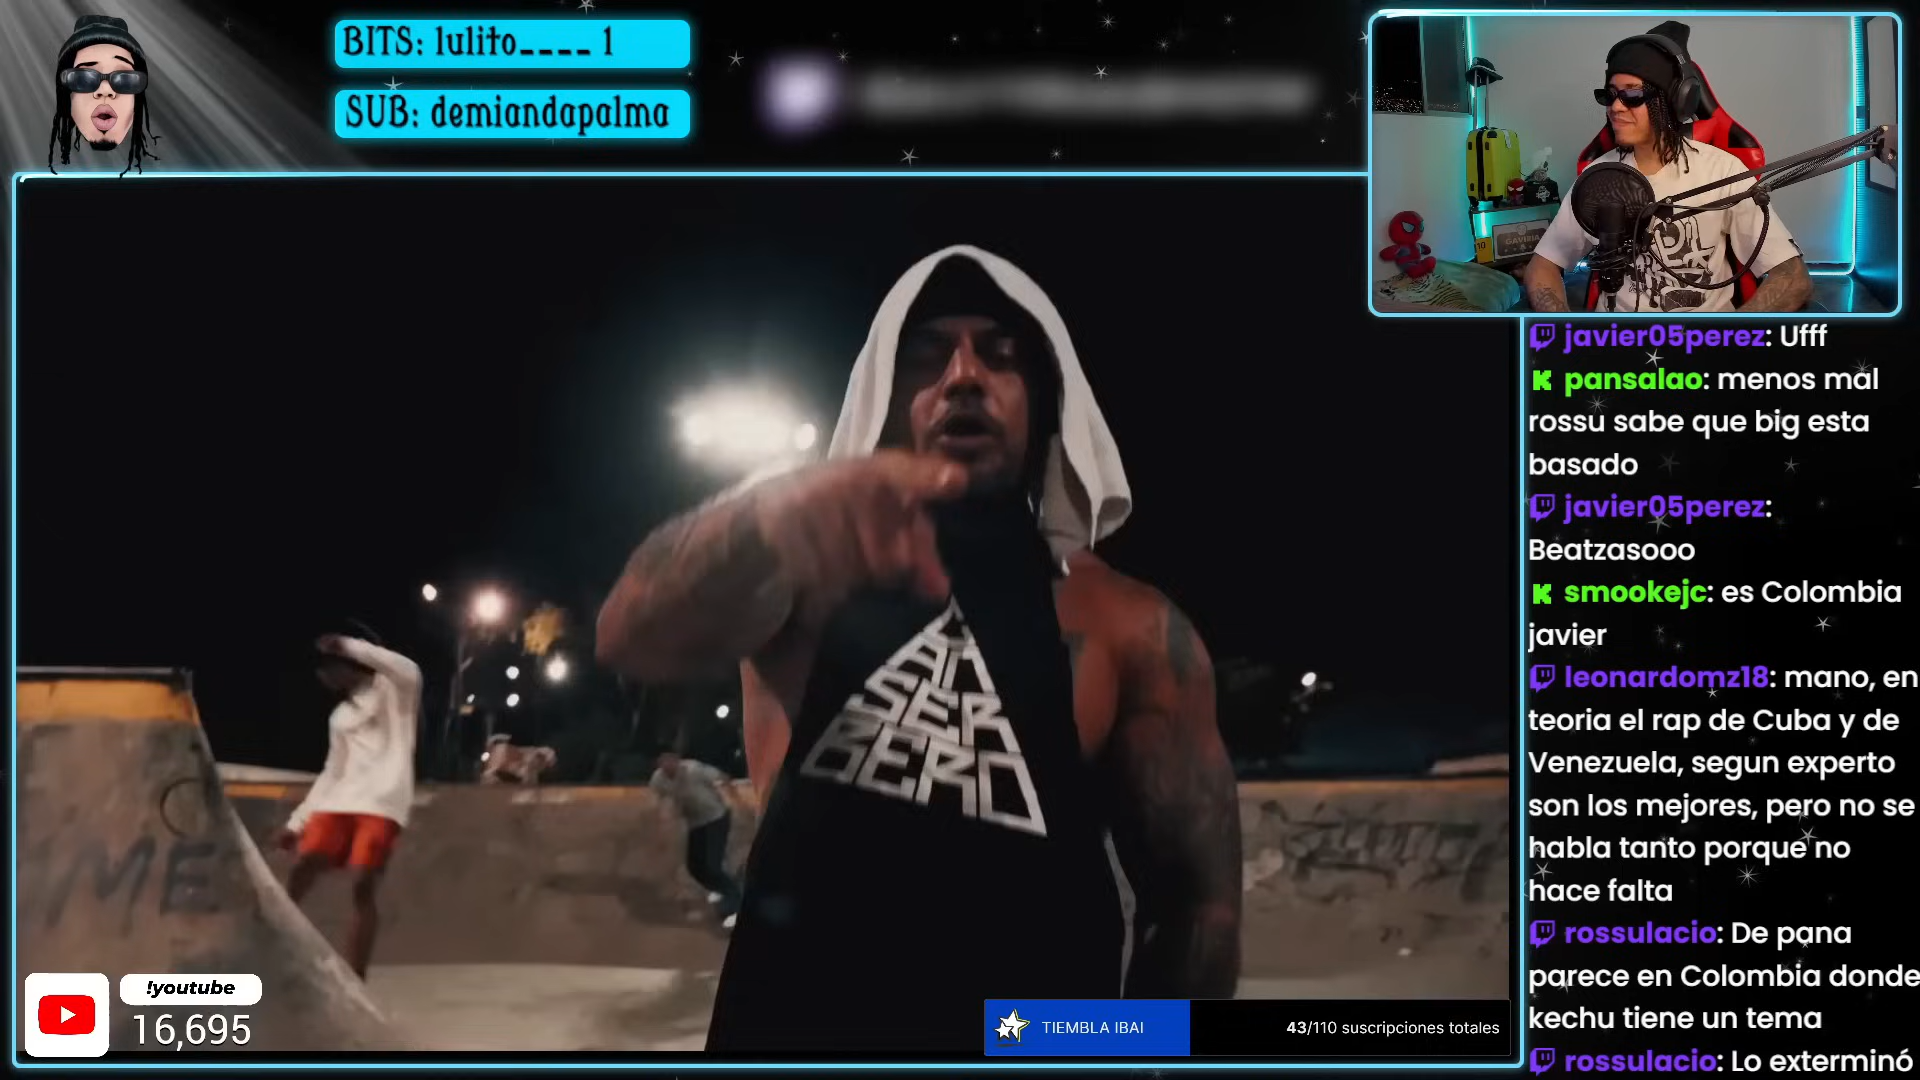 BITS: lulito____ 1
SUB: demiandapalma
GAVIRIA
CAN
SER
BERO
ME
!youtube
16,695
TIEMBLA IBAI
43/110 suscripciones totales
javier05perez: Ufff
pansalao: menos mal
rossu sabe que big esta
basado
javier05perez:
Beatzasooo
smookejc: es Colombia
javier
leonardomz18: mano, en
teoria el rap de Cuba y de
Venezuela, segun experto
son los mejores, pero no se
habla tanto porque no
hace falta
rossulacio: De pana
parece en Colombia donde
kechu tiene un tema
rossulacio: Lo exterminó